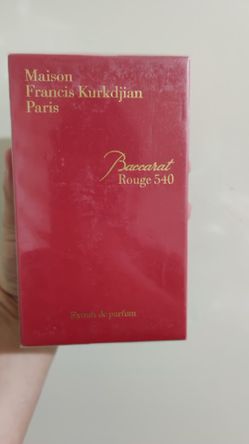 Maison
Francis Kurkdjian
Paris
Baccarat
Rouge 540
Extrait de parfum